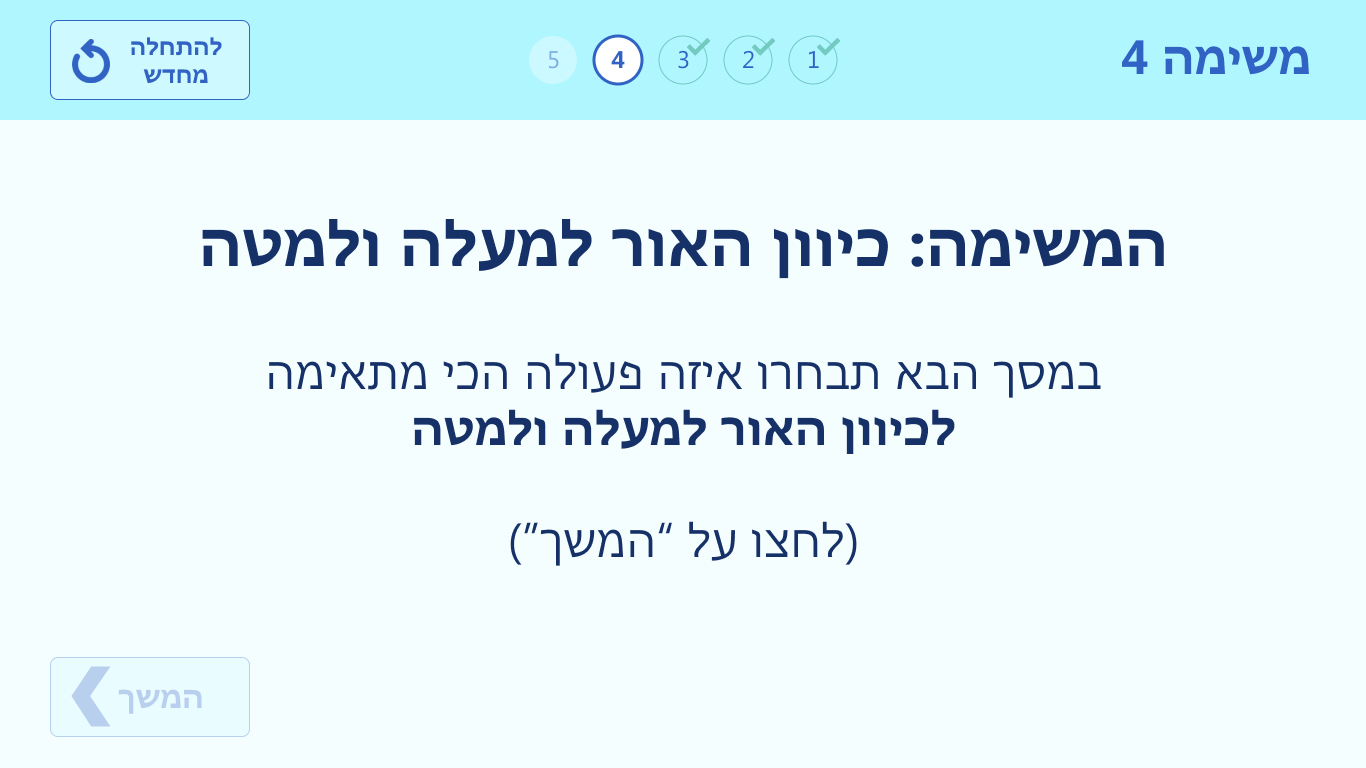 משימה 4
1
2
3
4
5
להתחלה
מחדש
המשימה: כיוון האור למעלה ולמטה
במסך הבא תבחרו איזה פעולה הכי מתאימה
לכיוון האור למעלה ולמטה
(לחצו על “המשך”)
המשך